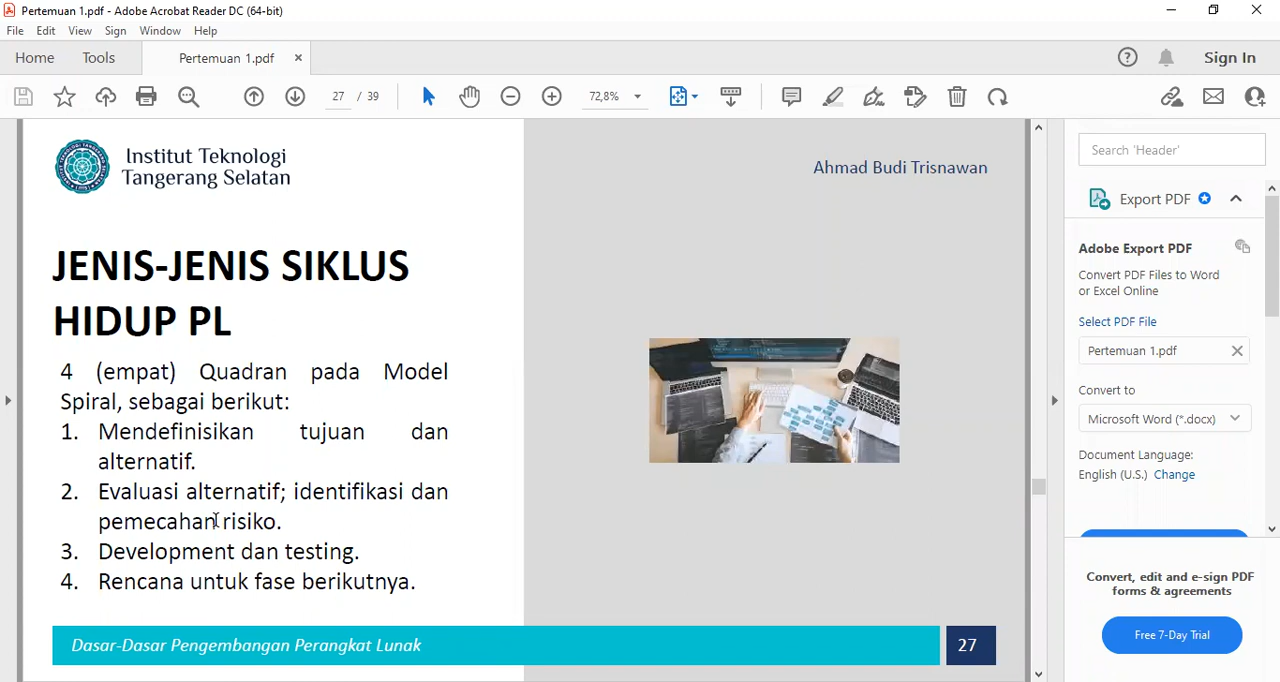 Pertemuan 1.pdf - Adobe Acrobat Reader DC (64-bit)
File Edit View Sign Window Help
Home Tools Pertemuan 1.pdf × Sign In
27 / 39 72,8%
Institut Teknologi
Tangerang Selatan
Ahmad Budi Trisnawan
JENIS-JENIS SIKLUS
HIDUP PL
4 (empat) Quadran pada Model
Spiral, sebagai berikut:
1. Mendefinisikan tujuan dan
alternatif.
2. Evaluasi alternatif; identifikasi dan
pemecahan risiko.
3. Development dan testing.
4. Rencana untuk fase berikutnya.
Dasar-Dasar Pengembangan Perangkat Lunak 27
Search 'Header'
Export PDF
Adobe Export PDF
Convert PDF Files to Word
or Excel Online
Select PDF File
Pertemuan 1.pdf
Convert to
Microsoft Word (*.docx)
Document Language:
English (U.S.) Change
Convert, edit and e-sign PDF
forms & agreements
Free 7-Day Trial